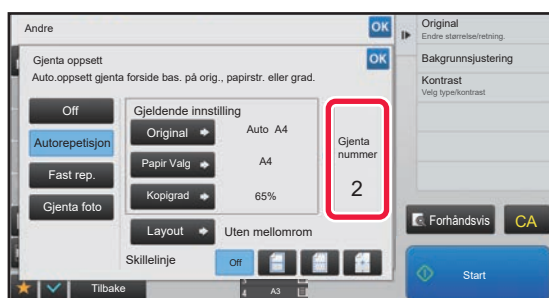 Andre
OK
Gjenta oppsett
OK
Auto.oppsett gjenta forside bas. på orig., papirstr. eller grad.
Off
Autorepetisjon
Fast rep.
Gjenta foto
Gjeldende innstilling
Original
Auto A4
Papir Valg
A4
Kopigrad
65%
Layout
Uten mellomrom
Skillelinje
Off
Gjenta
nummer
2
Tilbake
4
A3
Original
Endre størrelse/retning.
Bakgrunnsjustering
Kontrast
Velg type/kontrast
Forhåndsvis
CA
Start